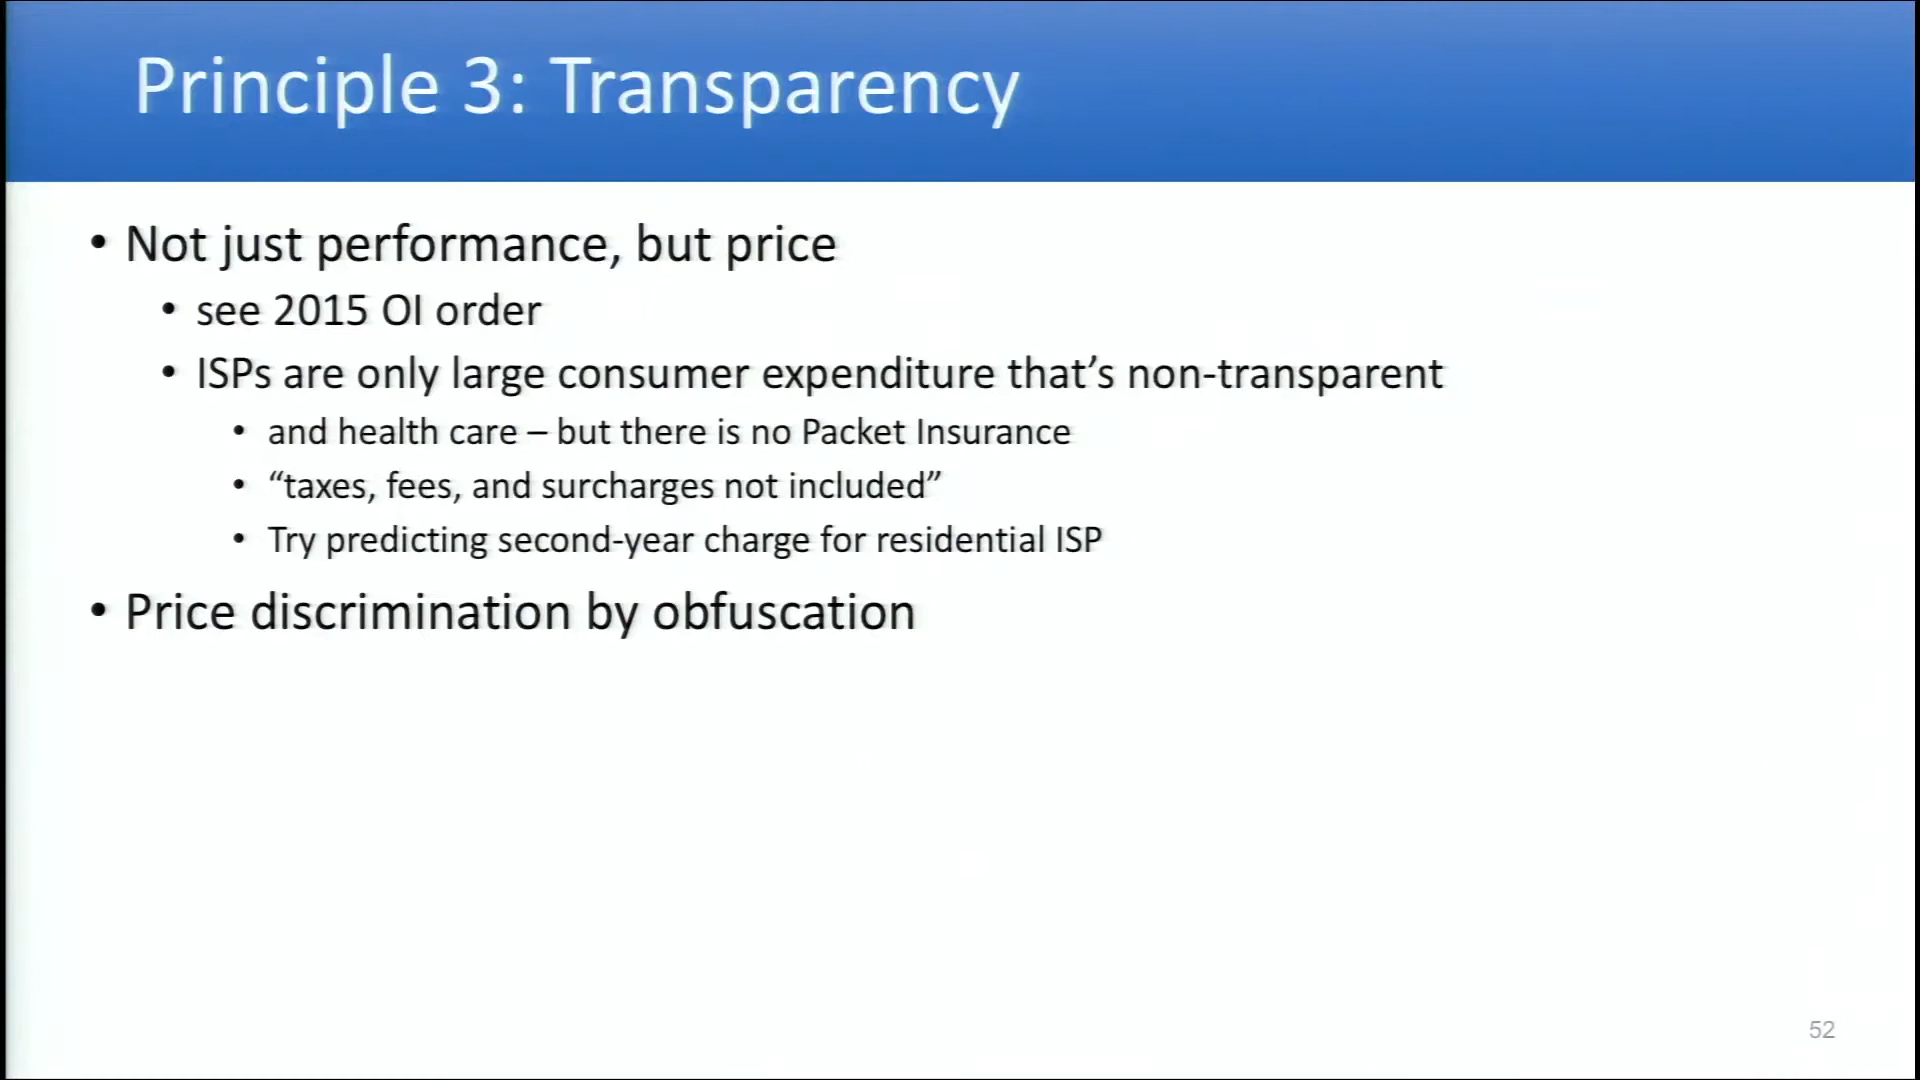 Principle 3: Transparency
• Not just performance, but price
• see 2015 OI order
• ISPs are only large consumer expenditure that’s non-transparent
• and health care – but there is no Packet Insurance
• “taxes, fees, and surcharges not included”
• Try predicting second-year charge for residential ISP
• Price discrimination by obfuscation
52